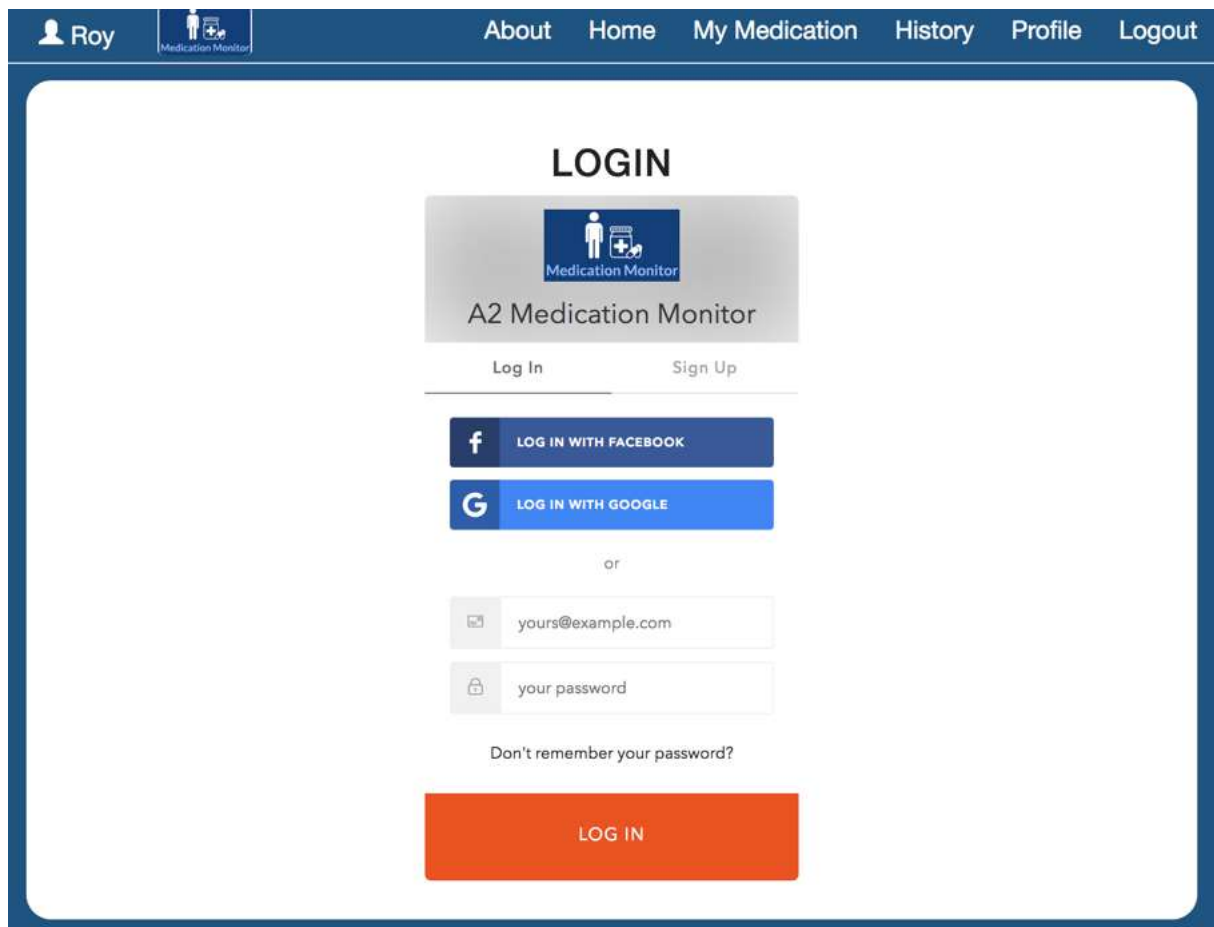 Roy
Medication Monitor
About Home My Medication History Profile Logout
LOGIN
Medication Monitor
A2 Medication Monitor
Log In Sign Up
f LOG IN WITH FACEBOOK
G LOG IN WITH GOOGLE
or
yours@example.com
your password
Don't remember your password?
LOG IN